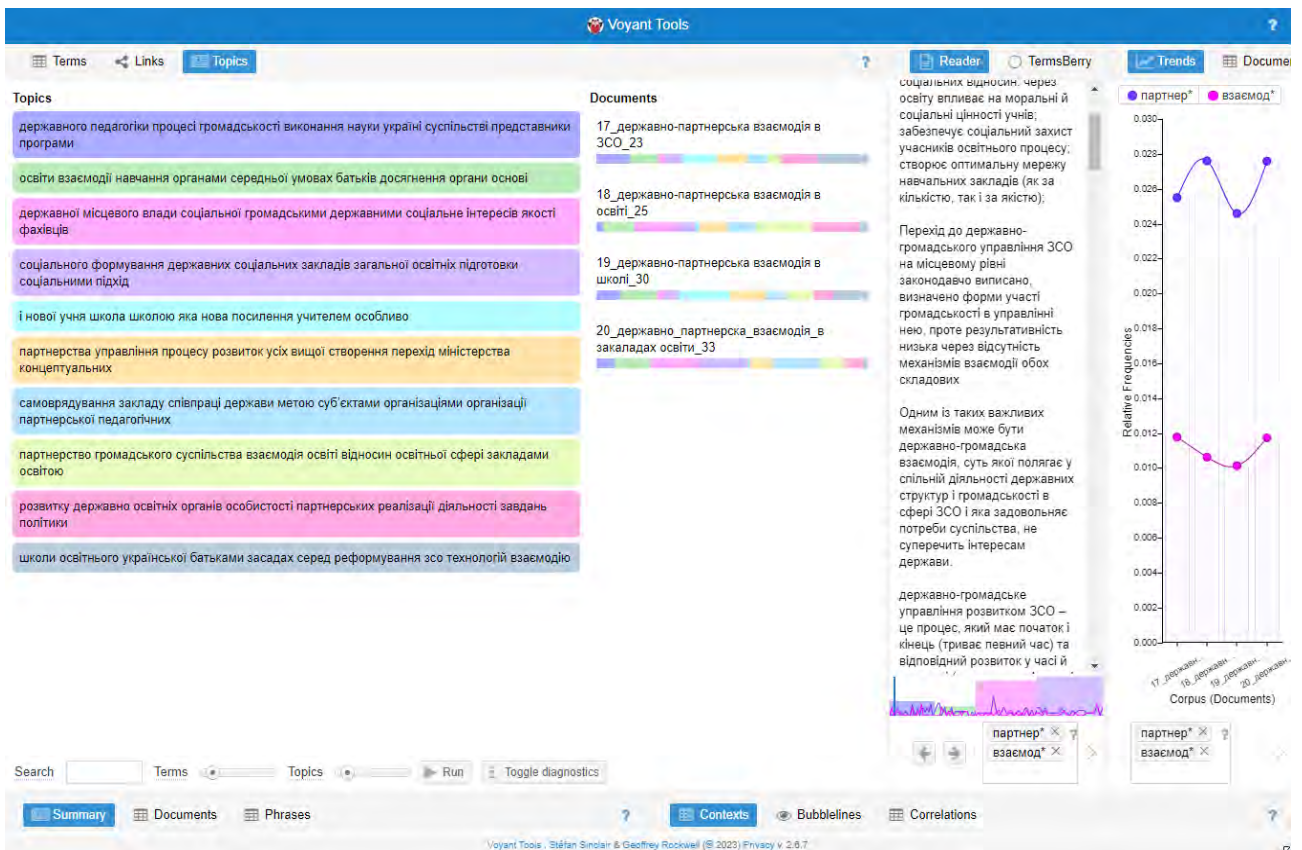 Voyant Tools
?
Terms Links Topics ?
Reader TermsBerry
Trends
Topics
державного педагогіки процесі громадськості виконання науки україні суспільстві представники
програми
освіти взаємодії навчання органами середньої умовах батьків досягнення органи основі
державної місцевого влади соціальної громадськими державними соціальне інтересів якості
фахівців
соціального формування державних соціальних закладів загальної освітніх підготовки
соціальними підхід
і нової учня школа школою яка нова посилення учителем особливо
партнерства управління процесу розвиток усіх вищої створення перехід міністерства
концептуальних
самоврядування закладу співпраці держави метою суб'єктами організаціями організації
партнерської педагогічних
партнерство громадського суспільства взаємодія освіті відносин освітньої сфері закладами
освітою
розвитку державно освітніх органів особистості партнерських реалізації діяльності завдань
політики
школи освітнього української батьками засадах серед реформування зсо технологій взаємодію
Documents
17_державно-партнерська взаємодія в
ЗСО_23
18_державно-партнерська взаємодія в
освіті_25
19_державно-партнерська взаємодія в
школі_30
20_державно_партнерска_взаємодія_в
закаладах освіти_33
соціальних відносин: через
освіту впливає на моральні й
соціальні цінності учнів;
забезпечує соціальний захист
учасників освітнього процесу;
створює оптимальну мережу
навчальних закладів (як за
кількістю, так і за якістю);
Перехід до державно-
громадського управління ЗСО
на місцевому рівні
законодавчо виписано,
визначено форми участі
громадськості в управлінні
нею, проте результативність
низька через відсутність
механізмів взаємодії обох
складових
Одним із таких важливих
механізмів може бути
державно-громадська
взаємодія, суть якої полягає у
спільній діяльності державних
структур і громадськості в
сфері ЗСО і яка задовольняє
потреби суспільства, не
суперечить інтересам
держави.
державно-громадське
управління розвитком ЗСО –
це процес, який має початок і
кінець (триває певний час) та
відповідний розвиток у часі й
партнер* взаємод*
0.030
0.028
0.026
0.024
0.022
0.020
0.018
0.016
0.014
0.012
0.010
0.008
0.006
0.004
0.002
0.000
Relative Frequencies
17_державн...
18_державн...
19_державн...
20_державн...
Corpus (Documents)
партнер* × ?
взаємод* ×
партнер* × ?
взаємод* ×
Search Terms Topics Run Toggle diagnostics
Summary Documents Phrases ?
Contexts Bubblelines Correlations ?
Voyant Tools , Stéfan Sinclair & Geoffrey Rockwell (© 2023) Privacy v. 2.6.7